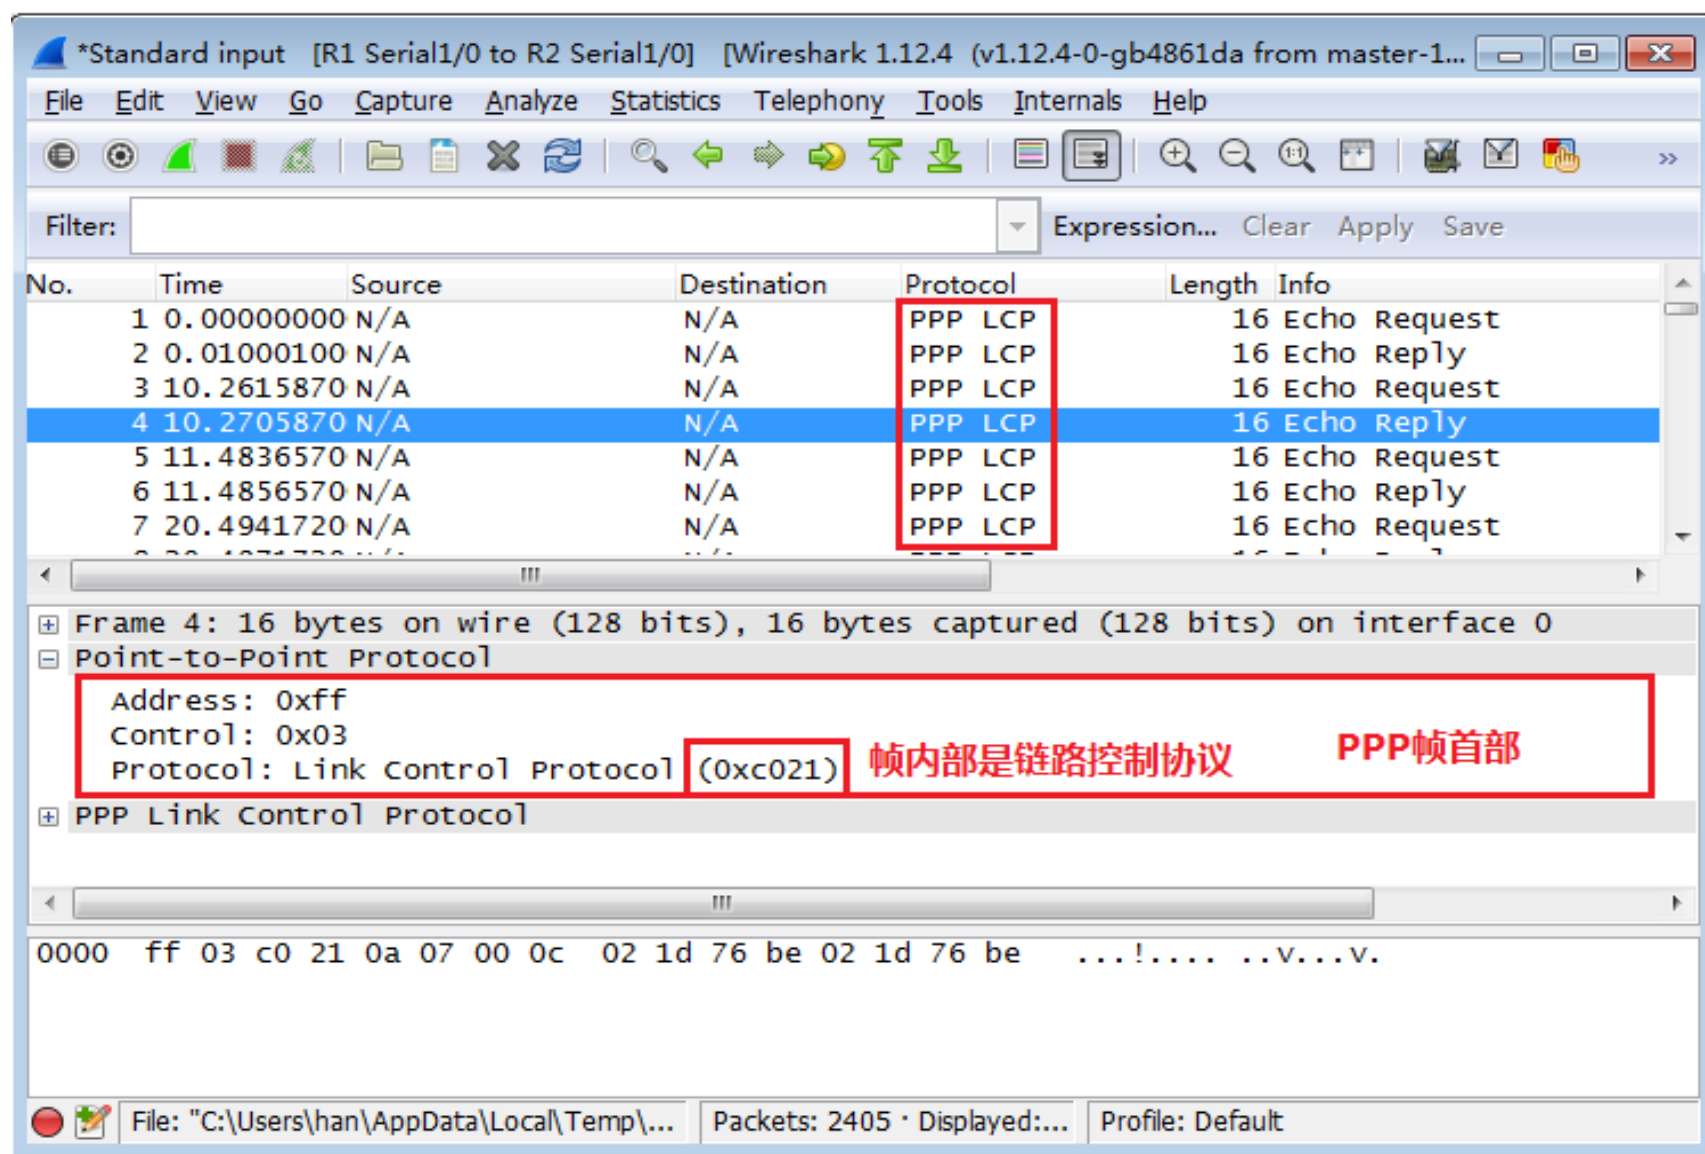 *Standard input [R1 Serial1/0 to R2 Serial1/0] [Wireshark 1.12.4 (v1.12.4-0-gb4861da from master-1...
File Edit View Go Capture Analyze Statistics Telephony Tools Internals Help
Filter: Expression... Clear Apply Save
No. Time Source Destination Protocol Length Info
1 0.00000000 N/A N/A PPP LCP 16 Echo Request
2 0.01000100 N/A N/A PPP LCP 16 Echo Reply
3 10.2615870 N/A N/A PPP LCP 16 Echo Request
4 10.2705870 N/A N/A PPP LCP 16 Echo Reply
5 11.4836570 N/A N/A PPP LCP 16 Echo Request
6 11.4856570 N/A N/A PPP LCP 16 Echo Reply
7 20.4941720 N/A N/A PPP LCP 16 Echo Request
Frame 4: 16 bytes on wire (128 bits), 16 bytes captured (128 bits) on interface 0
Point-to-Point Protocol
Address: 0xff
Control: 0x03
Protocol: Link Control Protocol (0xc021) 帧内部是链路控制协议 PPP帧首部
PPP Link Control Protocol
0000 ff 03 c0 21 0a 07 00 0c 02 1d 76 be 02 1d 76 be ...!.... ..v...v.
File: "C:\Users\han\AppData\Local\Temp\... Packets: 2405 · Displayed:... Profile: Default